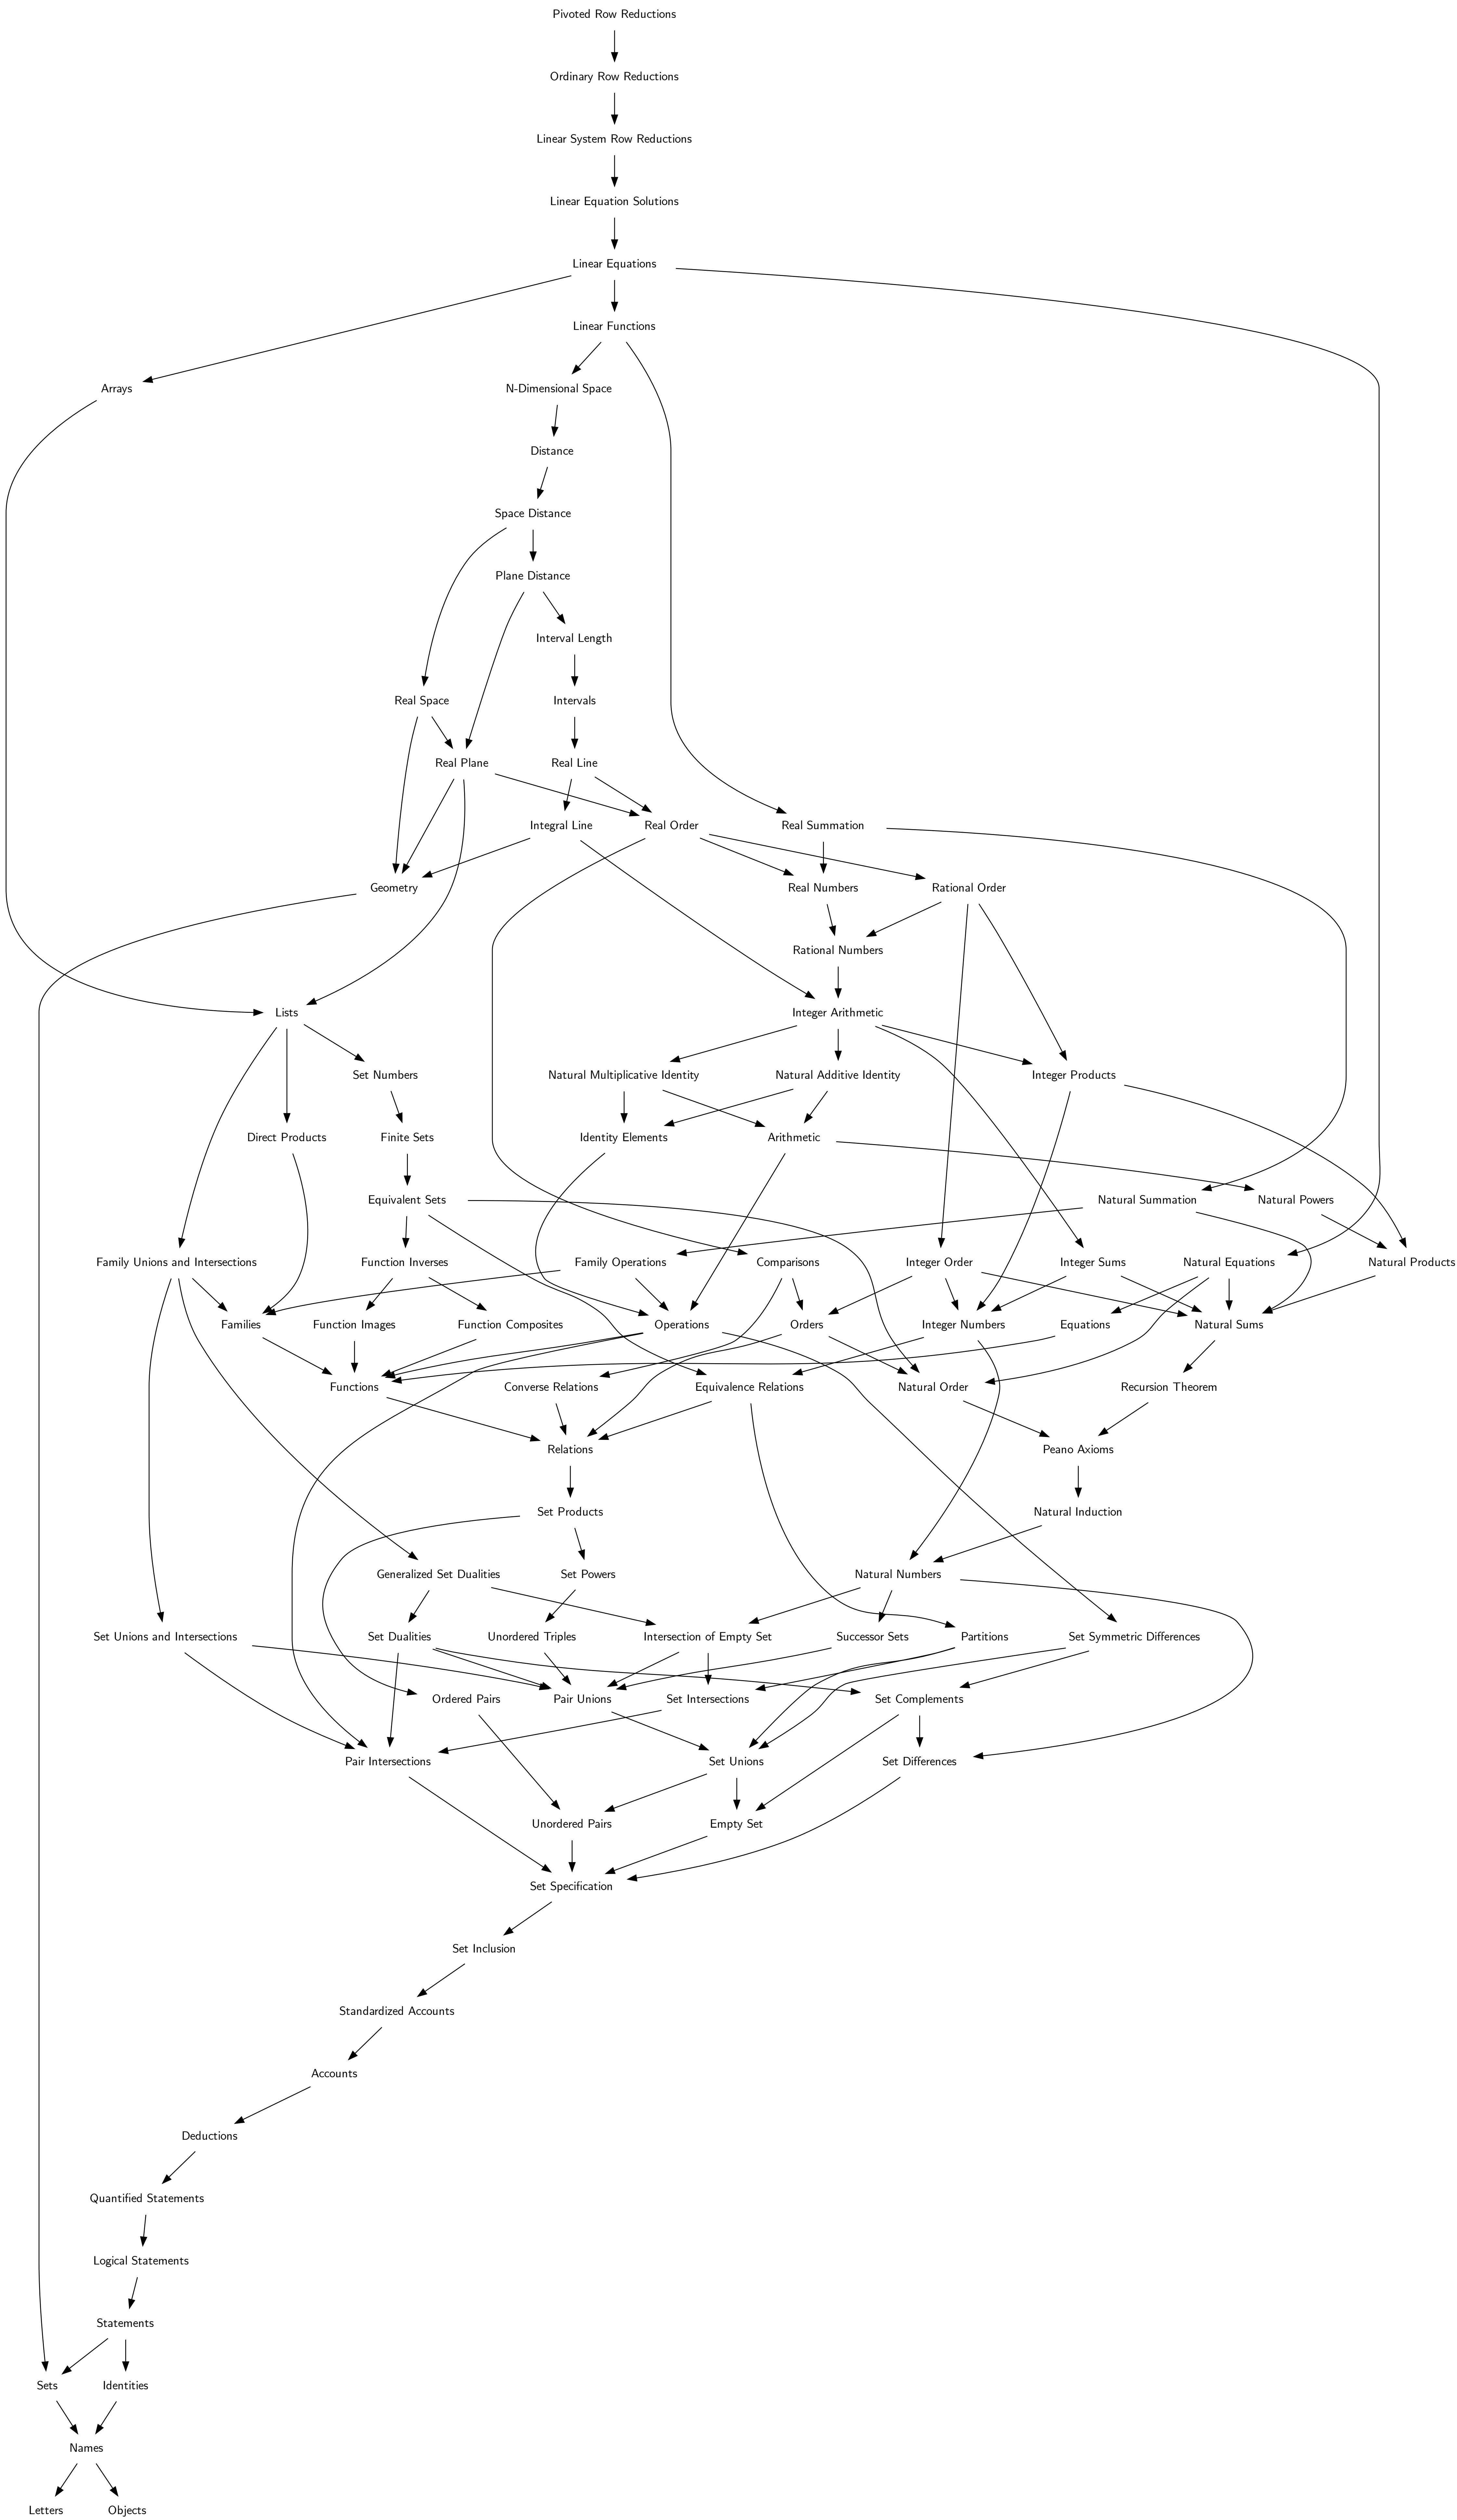 Pivoted Row Reductions
Ordinary Row Reductions
Linear System Row Reductions
Linear Equation Solutions
Linear Equations
Linear Functions
Arrays
N-Dimensional Space
Distance
Space Distance
Plane Distance
Interval Length
Real Space
Intervals
Real Plane
Real Line
Integral Line
Real Order
Real Summation
Geometry
Real Numbers
Rational Order
Rational Numbers
Lists
Integer Arithmetic
Set Numbers
Natural Multiplicative Identity
Natural Additive Identity
Integer Products
Direct Products
Finite Sets
Identity Elements
Arithmetic
Equivalent Sets
Natural Summation
Natural Powers
Family Unions and Intersections
Function Inverses
Family Operations
Comparisons
Integer Order
Integer Sums
Natural Equations
Natural Products
Families
Function Images
Function Composites
Operations
Orders
Integer Numbers
Equations
Natural Sums
Functions
Converse Relations
Equivalence Relations
Natural Order
Recursion Theorem
Relations
Peano Axioms
Set Products
Natural Induction
Generalized Set Dualities
Set Powers
Natural Numbers
Set Unions and Intersections
Set Dualities
Unordered Triples
Intersection of Empty Set
Successor Sets
Partitions
Set Symmetric Differences
Ordered Pairs
Pair Unions
Set Intersections
Set Complements
Pair Intersections
Set Unions
Set Differences
Unordered Pairs
Empty Set
Set Specification
Set Inclusion
Standardized Accounts
Accounts
Deductions
Quantified Statements
Logical Statements
Statements
Sets
Identities
Names
Letters
Objects